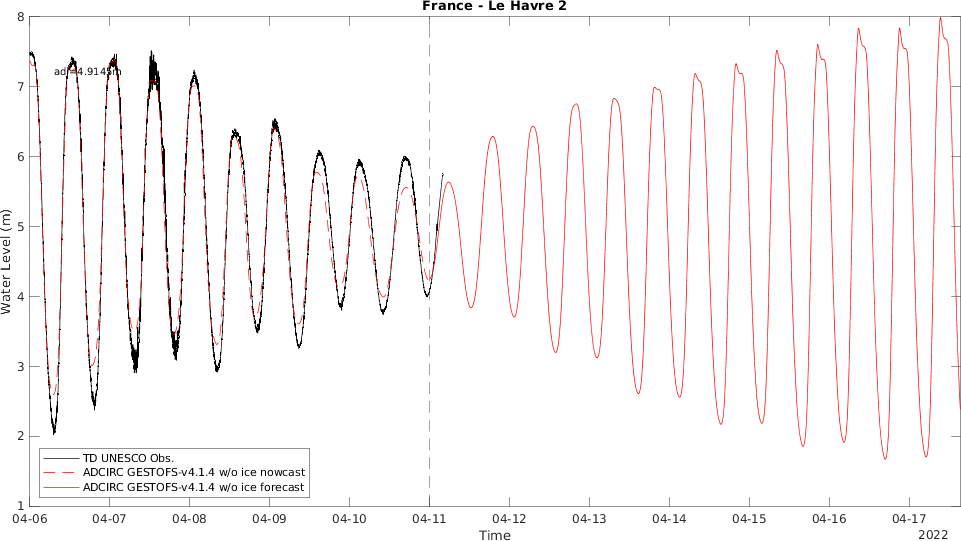 France - Le Havre 2
8
adj=4.9145m
7
6
5
4
3
2
1
Water Level (m)
TD UNESCO Obs.
ADCIRC GESTOFS-v4.1.4 w/o ice nowcast
ADCIRC GESTOFS-v4.1.4 w/o ice forecast
04-06 04-07 04-08 04-09 04-10 04-11 04-12 04-13 04-14 04-15 04-16 04-17
Time
2022